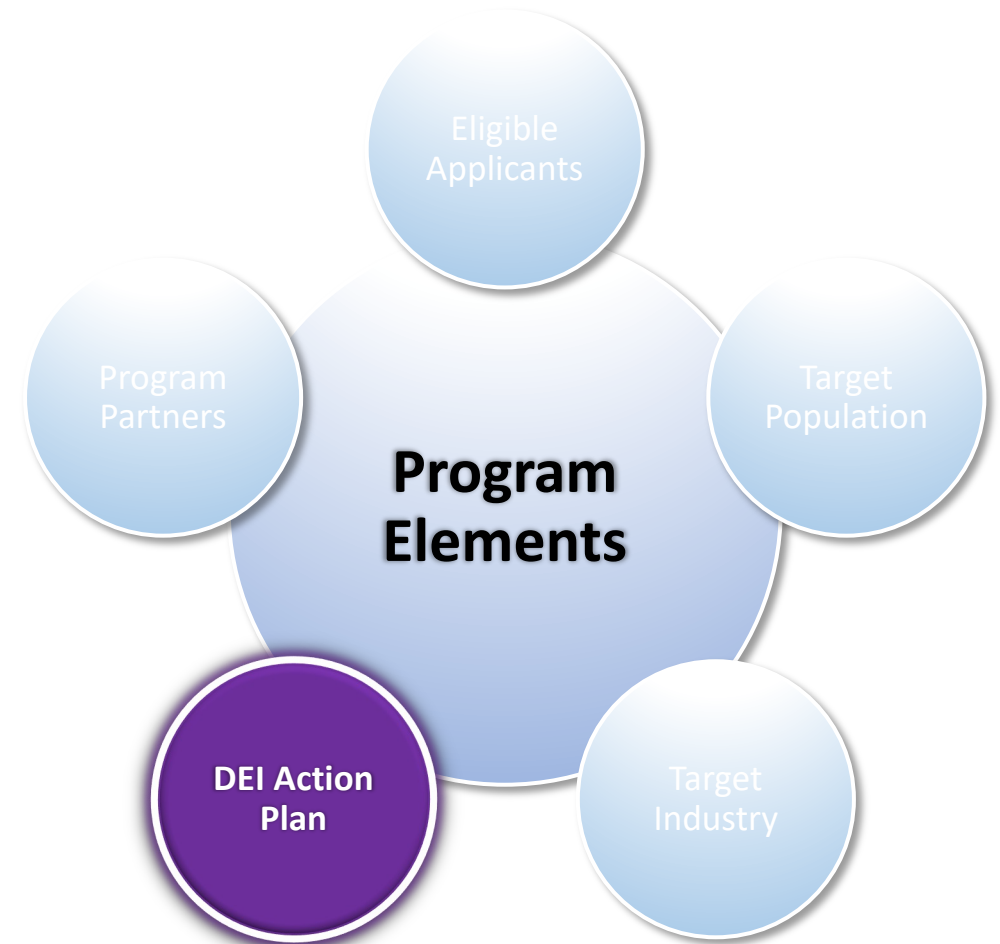 Eligible
Applicants
Program
Partners
Target
Population
Program
Elements
DEI Action
Plan
Target
Industry